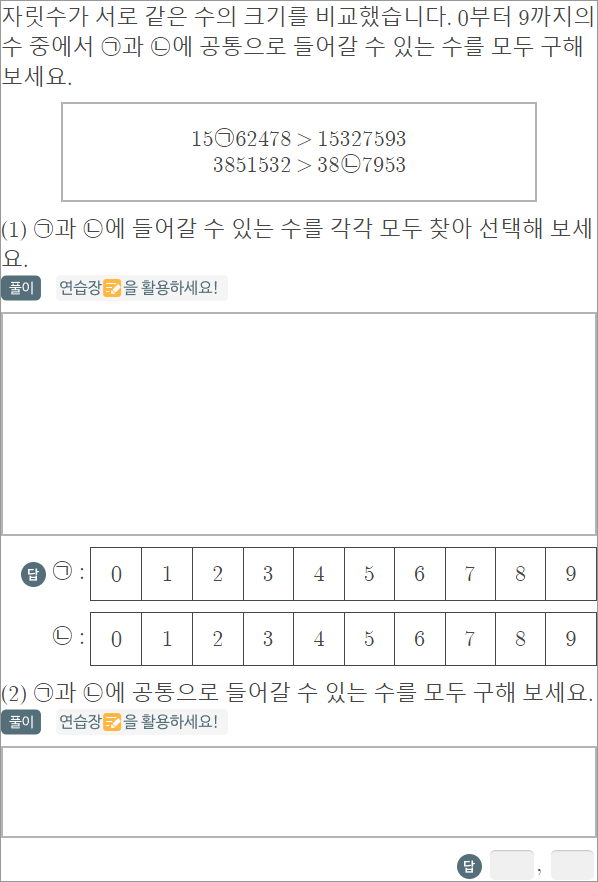 자릿수가 서로 같은 수의 크기를 비교했습니다. 0부터 9까지의
수 중에서 ㉠과 ㉡에 공통으로 들어갈 수 있는 수를 모두 구해
보세요.
15㉠62478 > 15327593
3851532 > 38㉡7953
(1) ㉠과 ㉡에 들어갈 수 있는 수를 각각 모두 찾아 선택해 보세
요.
풀이 연습장을 활용하세요!
답 ㉠ : 0 1 2 3 4 5 6 7 8 9
㉡ : 0 1 2 3 4 5 6 7 8 9
(2) ㉠과 ㉡에 공통으로 들어갈 수 있는 수를 모두 구해 보세요.
풀이 연습장을 활용하세요!
답 ,